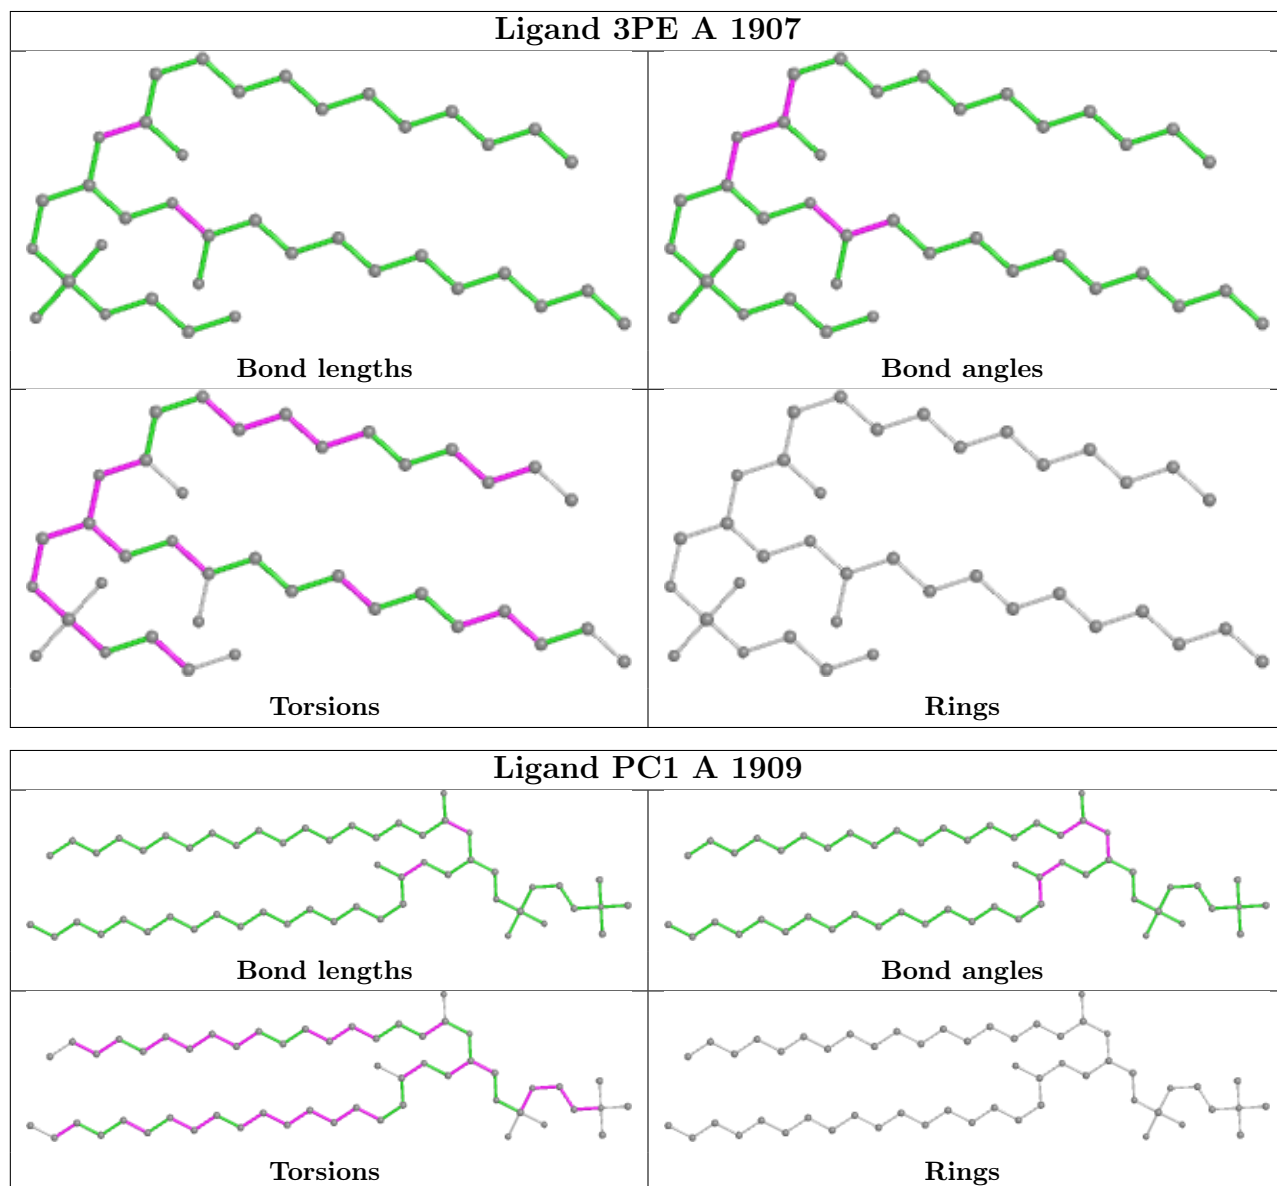 Ligand 3PE A 1907
Bond lengths
Bond angles
Torsions
Rings
Ligand PC1 A 1909
Bond lengths
Bond angles
Torsions
Rings